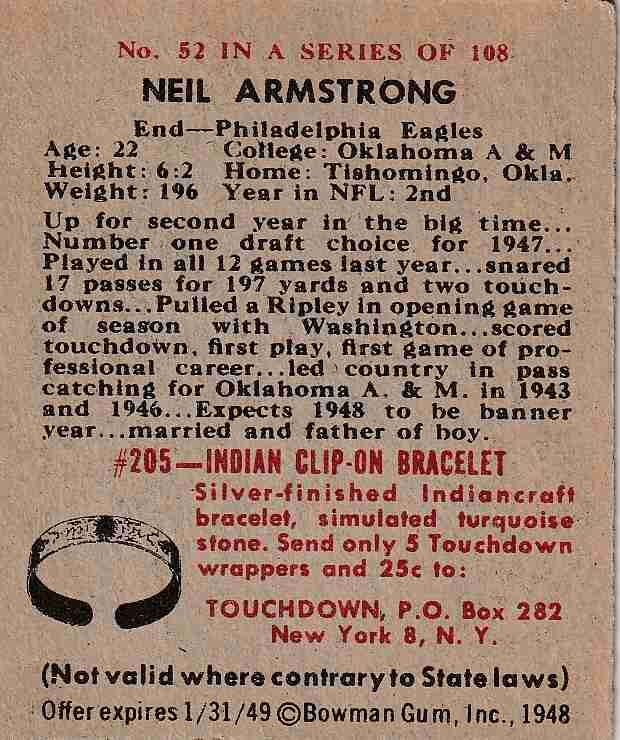 No. 52 IN A SERIES OF 108
NEIL ARMSTRONG
End—Philadelphia Eagles
Age: 22 College: Oklahoma A & M
Height: 6:2 Home: Tishomingo, Okla.
Weight: 196 Year in NFL: 2nd
Up for second year in the big time...
Number one draft choice for 1947...
Played in all 12 games last year...snared
17 passes for 197 yards and two touch-
downs...Pulled a Ripley in opening game
of season with Washington...scored
touchdown, first play, first game of pro-
fessional career...led country in pass
catching for Oklahoma A. & M. in 1943
and 1946...Expects 1948 to be banner
year...married and father of boy.
#205—INDIAN CLIP-ON BRACELET
Silver-finished Indiancraft
bracelet, simulated turquoise
stone. Send only 5 Touchdown
wrappers and 25c to:
TOUCHDOWN, P.O. Box 282
New York 8, N. Y.
(Not valid where contrary to State laws)
Offer expires 1/31/49 ©Bowman Gum, Inc., 1948